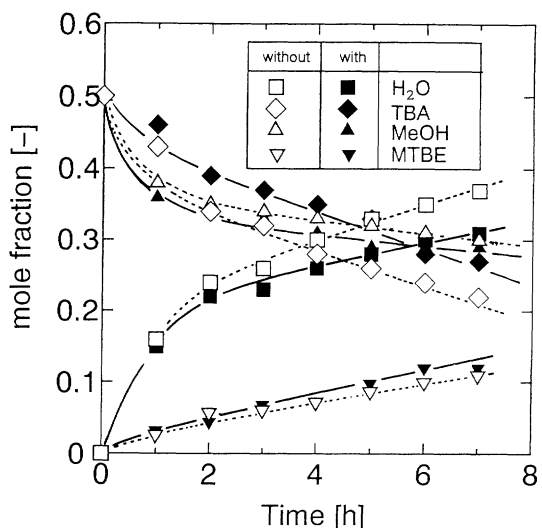 0.6
0.5
0.4
0.3
0.2
0.1
0
mole fraction [–]
without with
H₂O
TBA
MeOH
MTBE
0 2 4 6 8
Time [h]